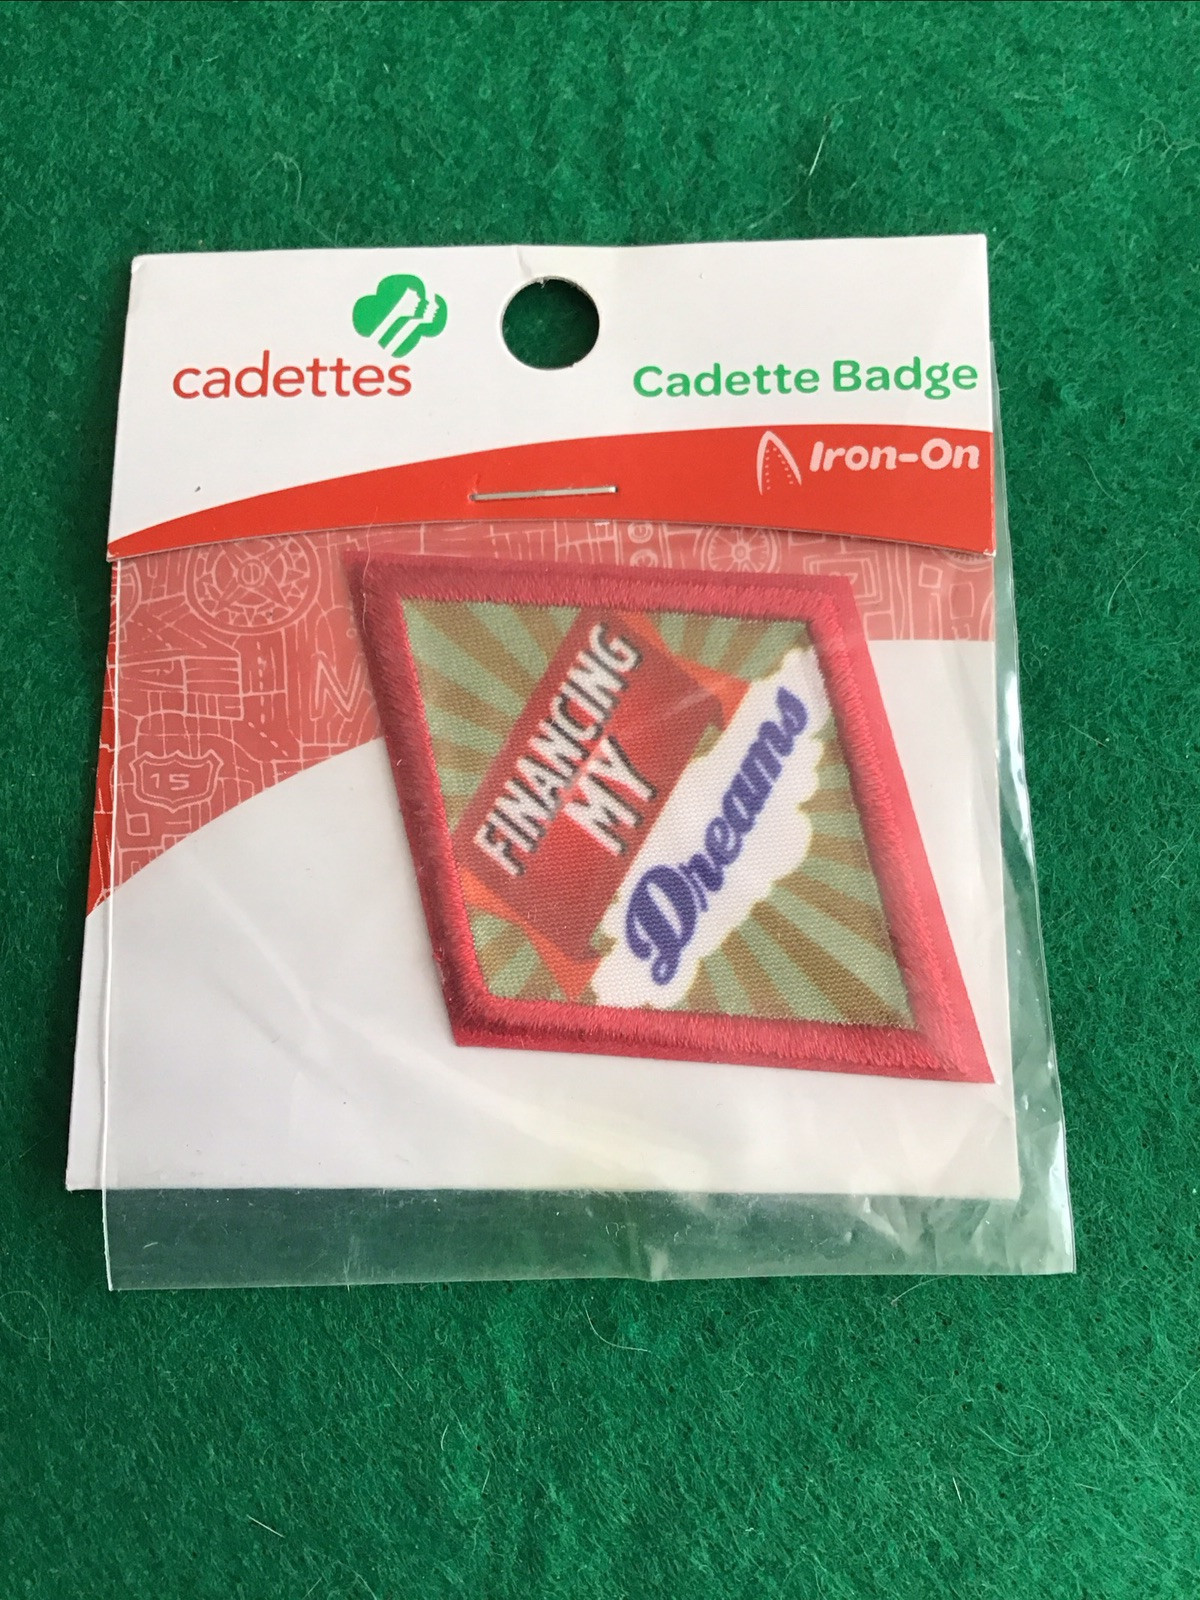 cadettes
Cadette Badge
Iron-On
15
FINANCING
MY
Dreams